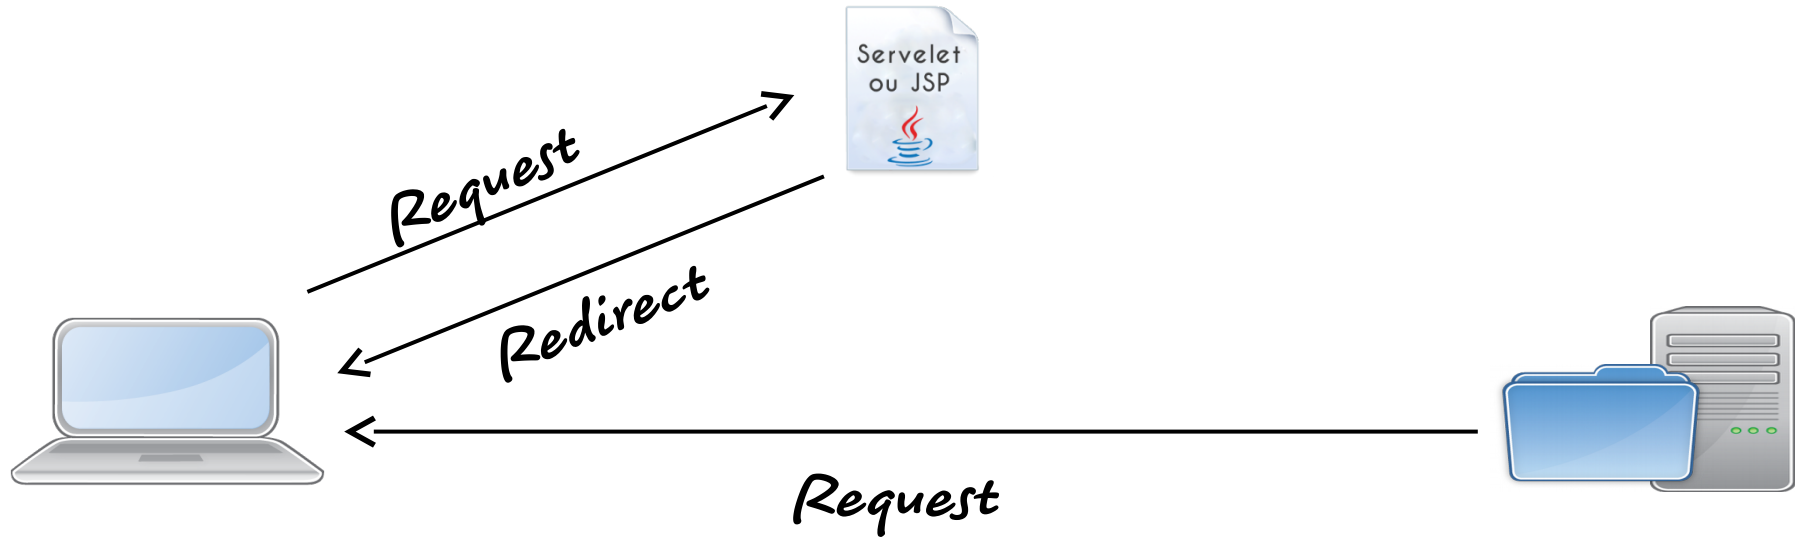 Servelet
ou JSP
Request
Redirect
Request